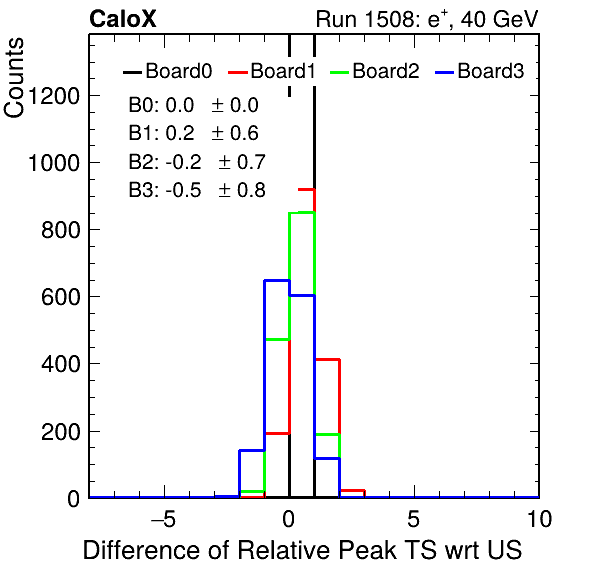 CaloX Run 1508: e⁺, 40 GeV
Counts
Board0 Board1 Board2 Board3
B0: 0.0 ± 0.0
B1: 0.2 ± 0.6
B2: -0.2 ± 0.7
B3: -0.5 ± 0.8
1200
1000
800
600
400
200
0
−5 0 5 10
Difference of Relative Peak TS wrt US